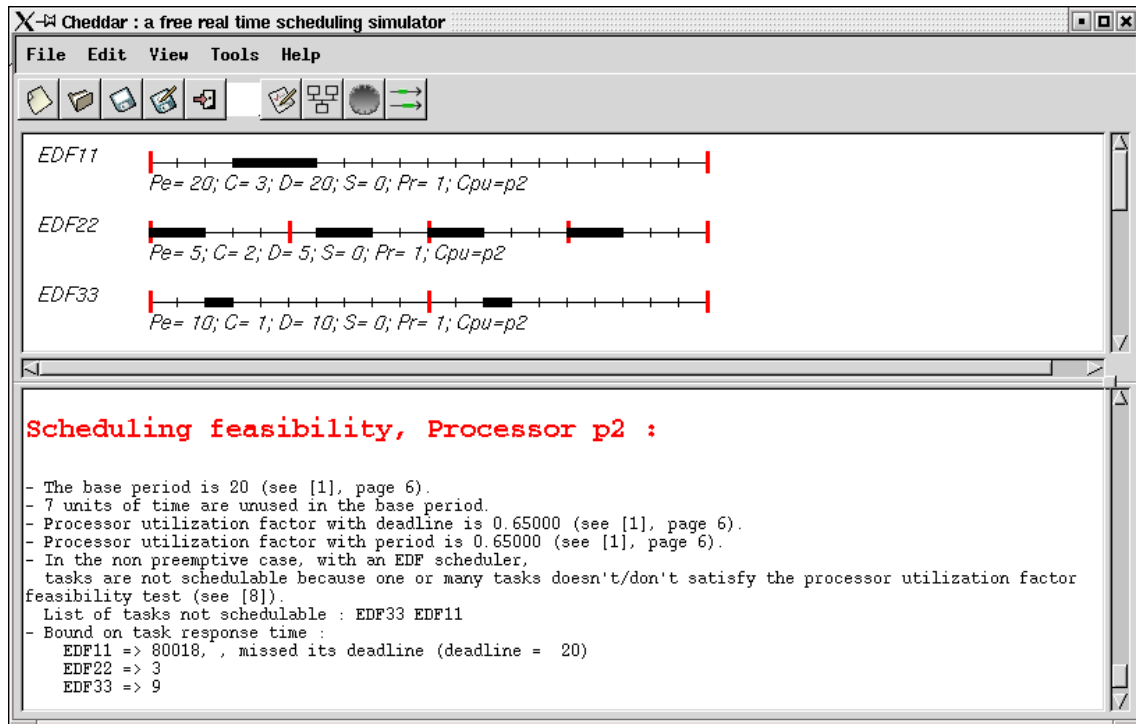 Cheddar : a free real time scheduling simulator
File Edit View Tools Help
EDF11
Pe= 20; C= 3; D= 20; S= 0; Pr= 1; Cpu=p2
EDF22
Pe= 5; C= 2; D= 5; S= 0; Pr= 1; Cpu=p2
EDF33
Pe= 10; C= 1; D= 10; S= 0; Pr= 1; Cpu=p2
Scheduling feasibility, Processor p2 :
- The base period is 20 (see [1], page 6).
- 7 units of time are unused in the base period.
- Processor utilization factor with deadline is 0.65000 (see [1], page 6).
- Processor utilization factor with period is 0.65000 (see [1], page 6).
- In the non preemptive case, with an EDF scheduler,
tasks are not schedulable because one or many tasks doesn't/don't satisfy the processor utilization factor
feasibility test (see [8]).
List of tasks not schedulable : EDF33 EDF11
- Bound on task response time :
EDF11 => 80018, , missed its deadline (deadline =  20)
EDF22 => 3
EDF33 => 9